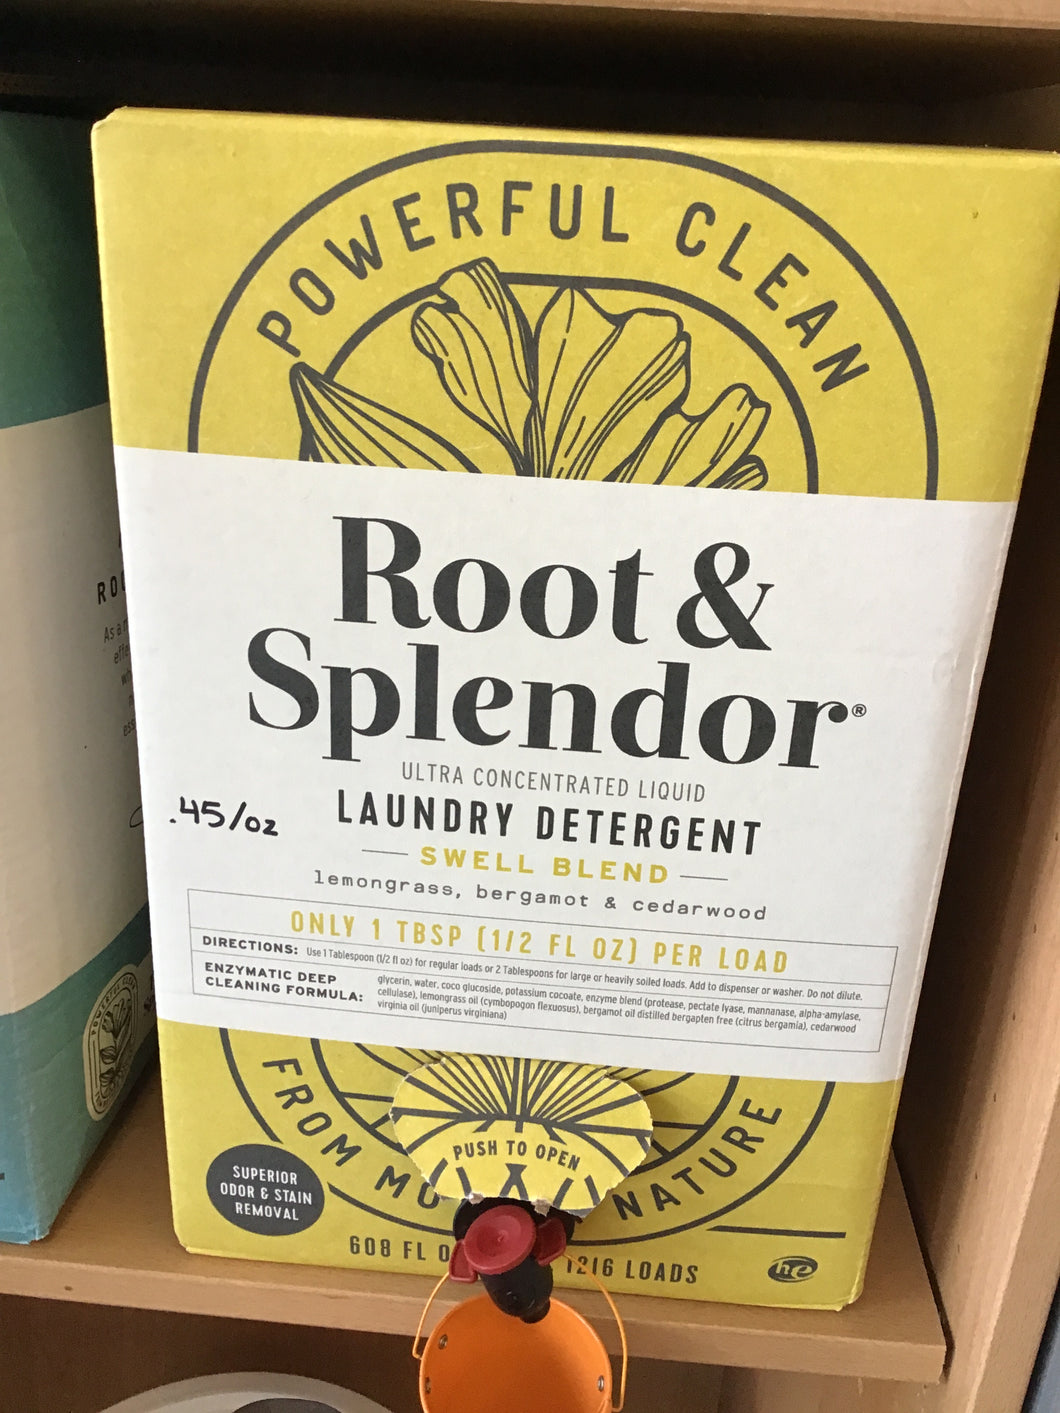 POWERFUL CLEAN
Root &
Splendor®
ULTRA CONCENTRATED LIQUID
LAUNDRY DETERGENT
.45/oz
SWELL BLEND
lemongrass, bergamot & cedarwood
ONLY 1 TBSP (1/2 FL OZ) PER LOAD
DIRECTIONS: Use 1 Tablespoon (1/2 fl oz) for regular loads or 2 Tablespoons for large or heavily soiled loads. Add to dispenser or washer. Do not dilute.
ENZYMATIC DEEP
CLEANING FORMULA:
glycerin, water, coco glucoside, potassium cocoate, enzyme blend (protease, pectate lyase, mannanase, alpha-amylase,
cellulase), lemongrass oil (cymbopogon flexuosus), bergamot oil distilled bergapten free (citrus bergamia), cedarwood
virginia oil (juniperus virginiana)
PUSH TO OPEN
FROM MO NATURE
SUPERIOR
ODOR & STAIN
REMOVAL
608 FL O 1216 LOADS
he
ROO
As a